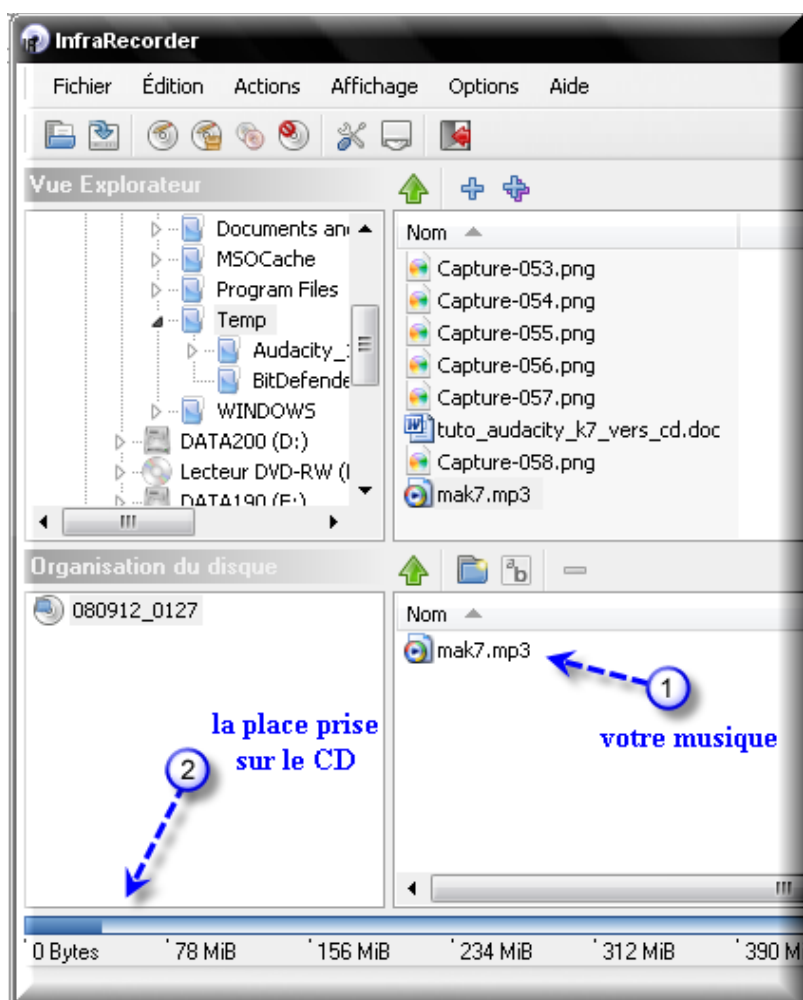 InfraRecorder
Fichier Édition Actions Affichage Options Aide
Vue Explorateur
Documents an
MSOCache
Program Files
Temp
Audacity_
BitDefende
WINDOWS
DATA200 (D:)
Lecteur DVD-RW (
DATA190 (E:)
Nom
Capture-053.png
Capture-054.png
Capture-055.png
Capture-056.png
Capture-057.png
tuto_audacity_k7_vers_cd.doc
Capture-058.png
mak7.mp3
Organisation du disque
ab
080912_0127
Nom
mak7.mp3
1
votre musique
la place prise
sur le CD
2
0 Bytes 78 MiB 156 MiB 234 MiB 312 MiB 390 M